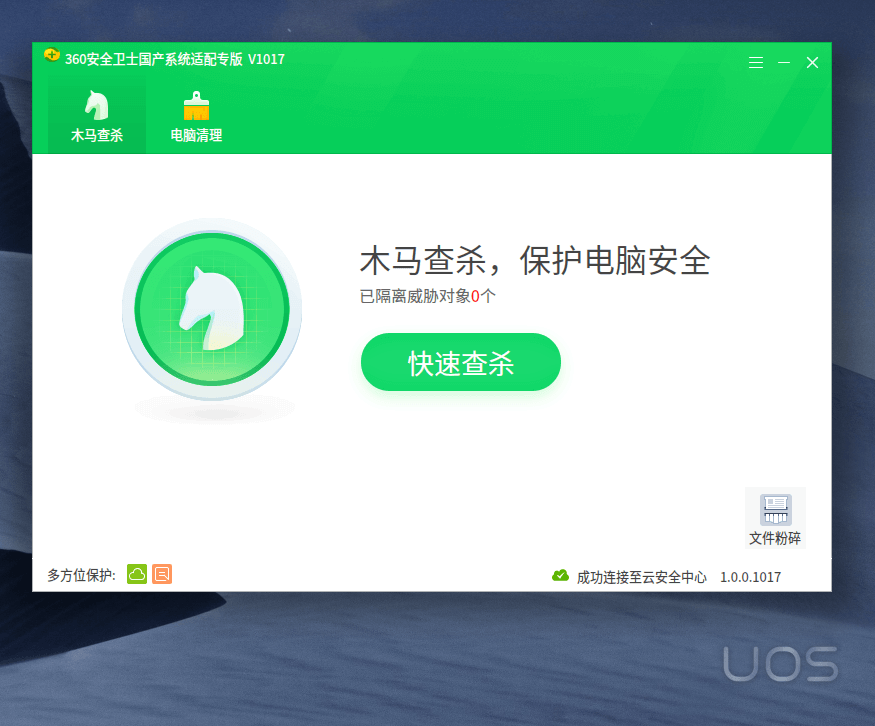 360安全卫士国产系统适配专版 V1017
木马查杀
电脑清理
木马查杀，保护电脑安全
已隔离威胁对象0个
快速查杀
文件粉碎
多方位保护:
成功连接至云安全中心 1.0.0.1017
UOS